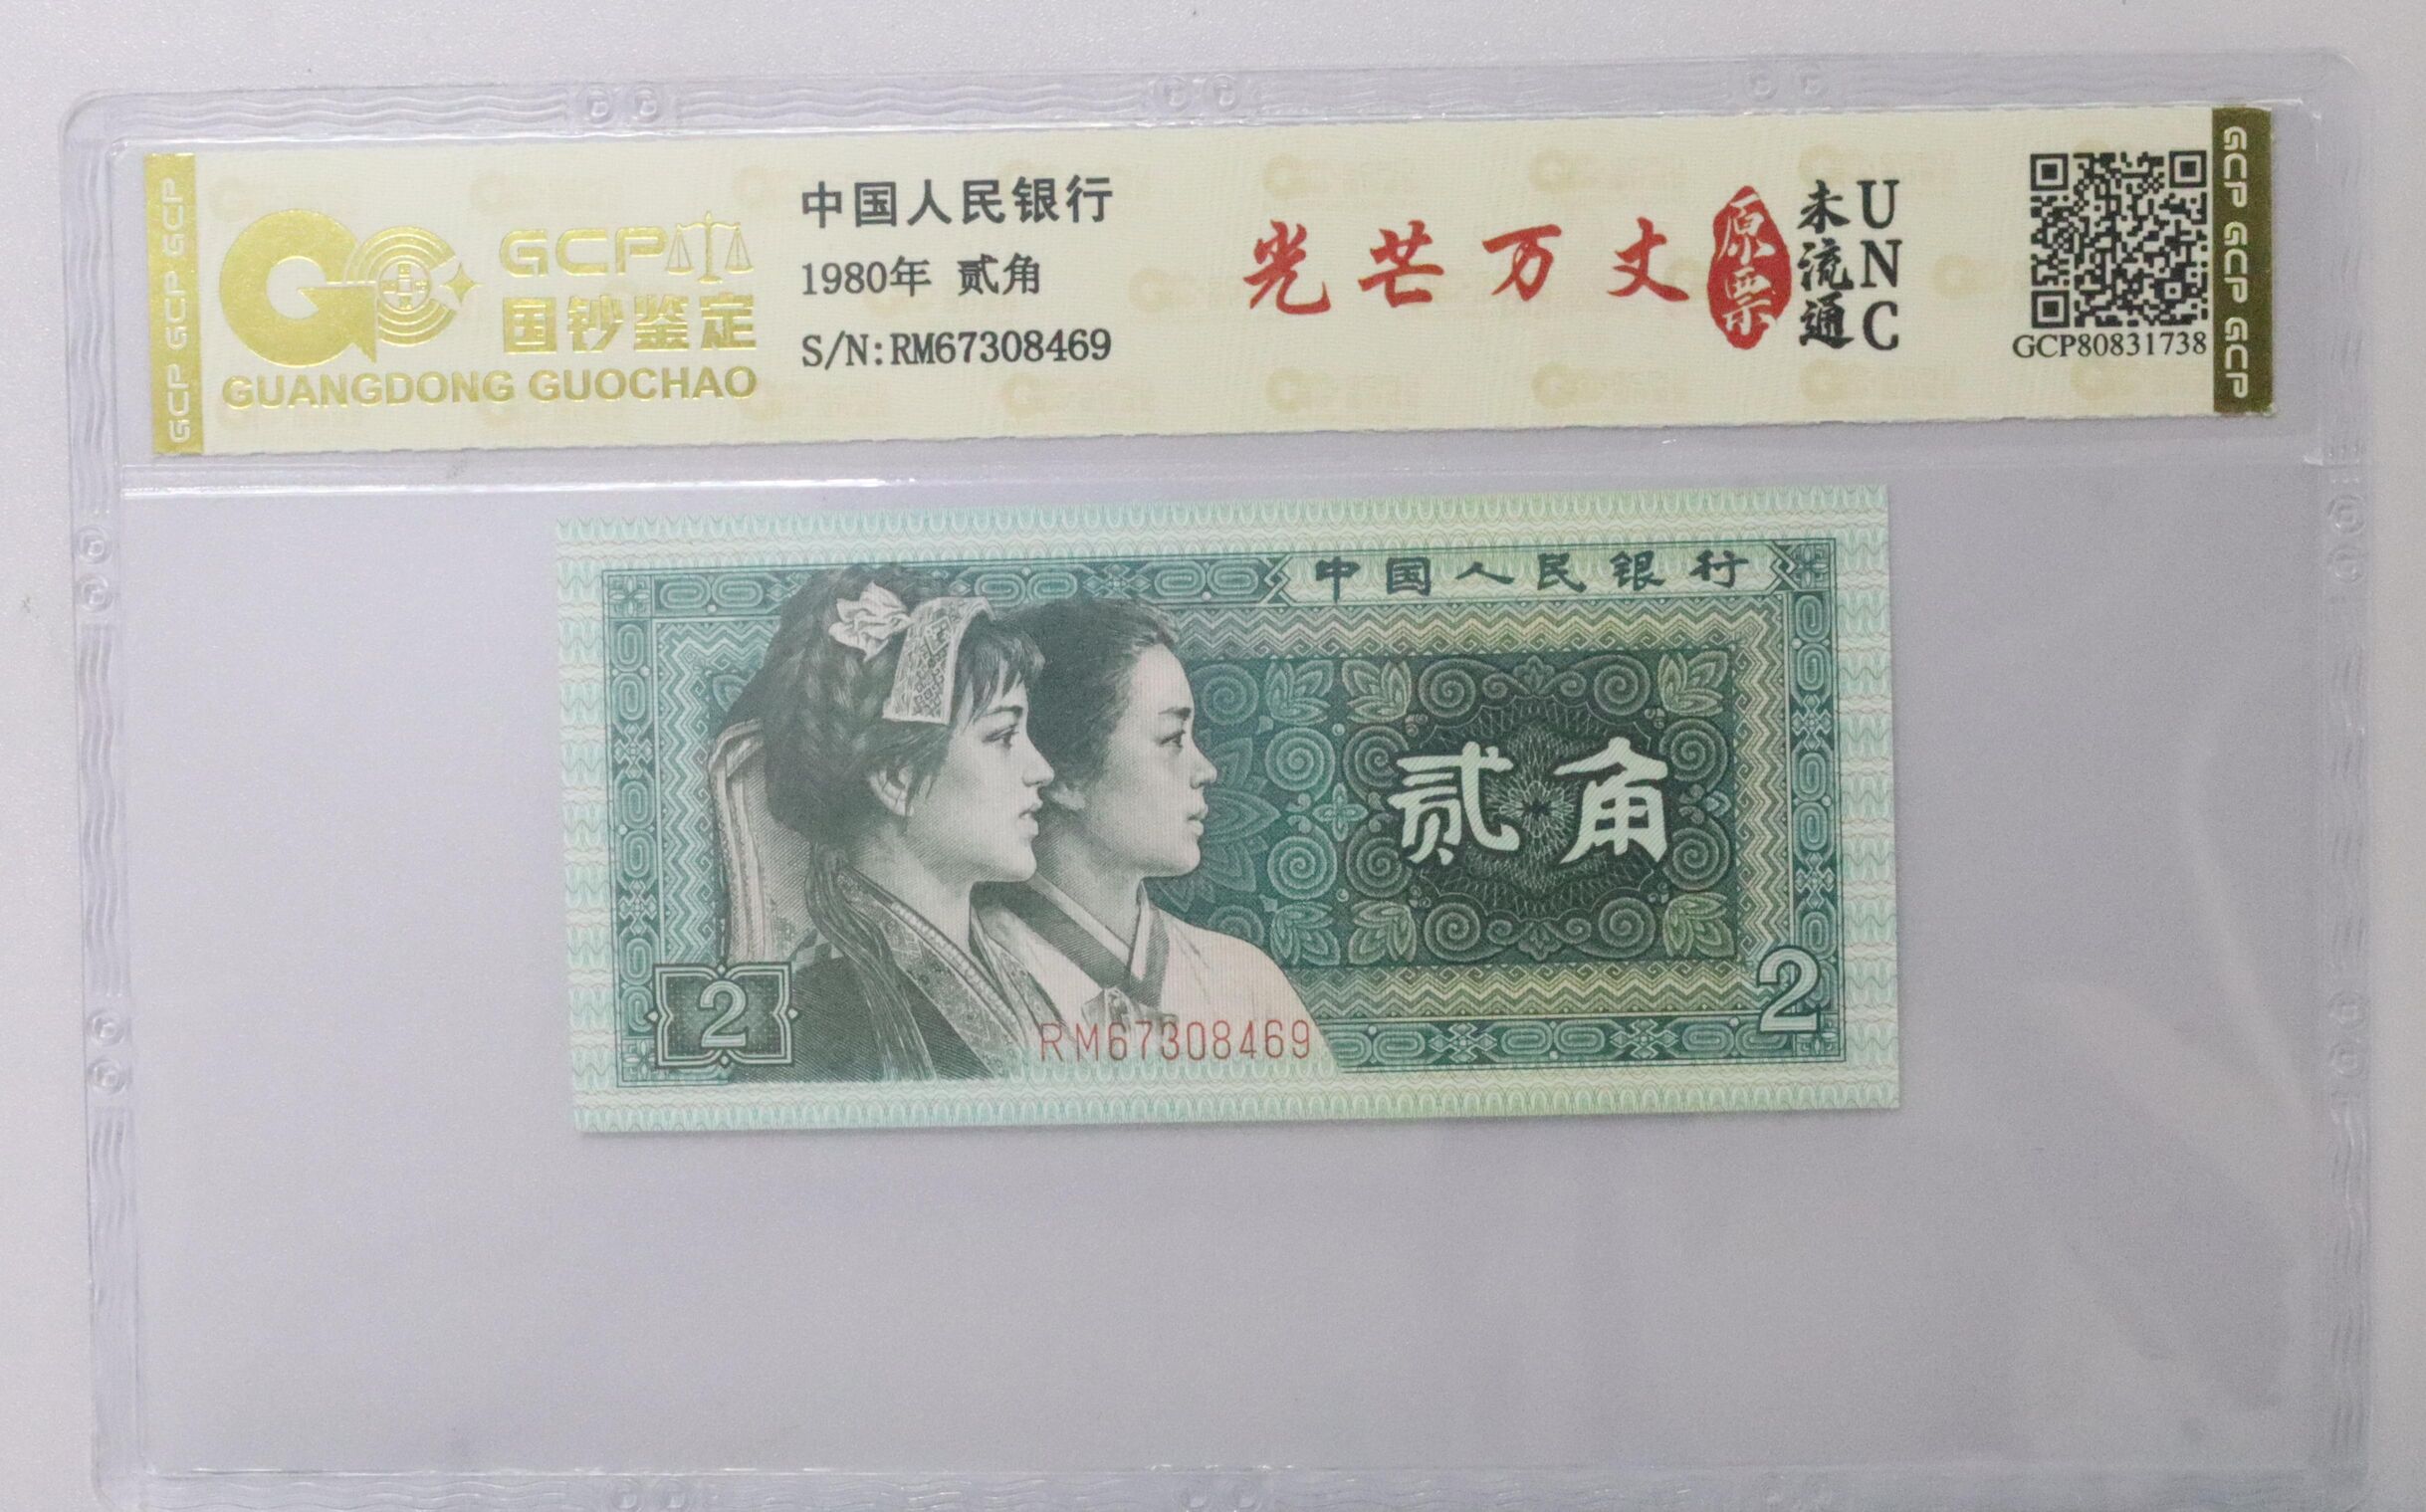 GCP GCP GCP
GCP
国钞鉴定
GUANGDONG GUOCHAO
中国人民银行
1980年 贰角
S/N:RM67308469
光芒万丈
原票
未流通
UNC
GCP80831738
GCP GCP GCP
中国人民银行
贰角
2
2
RM67308469